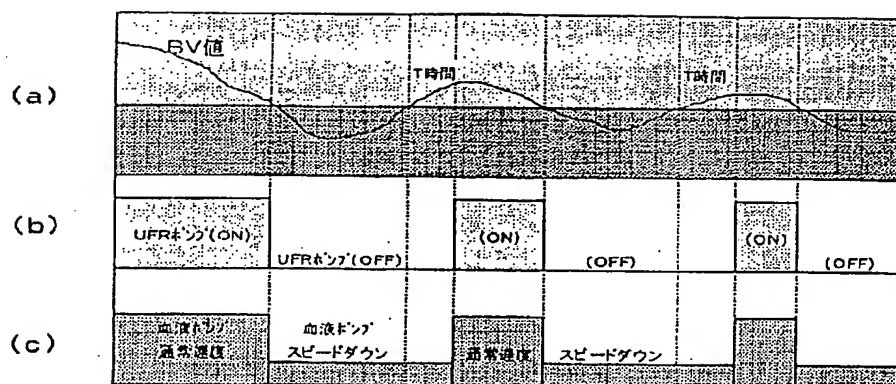 BV値
T時間
T時間
(a)
(b)
UFRポンプ(ON)
UFRポンプ(OFF)
(ON)
(OFF)
(ON)
(OFF)
(c)
血液ポンプ
通常速度
血液ポンプ
スピードダウン
通常速度
スピードダウン